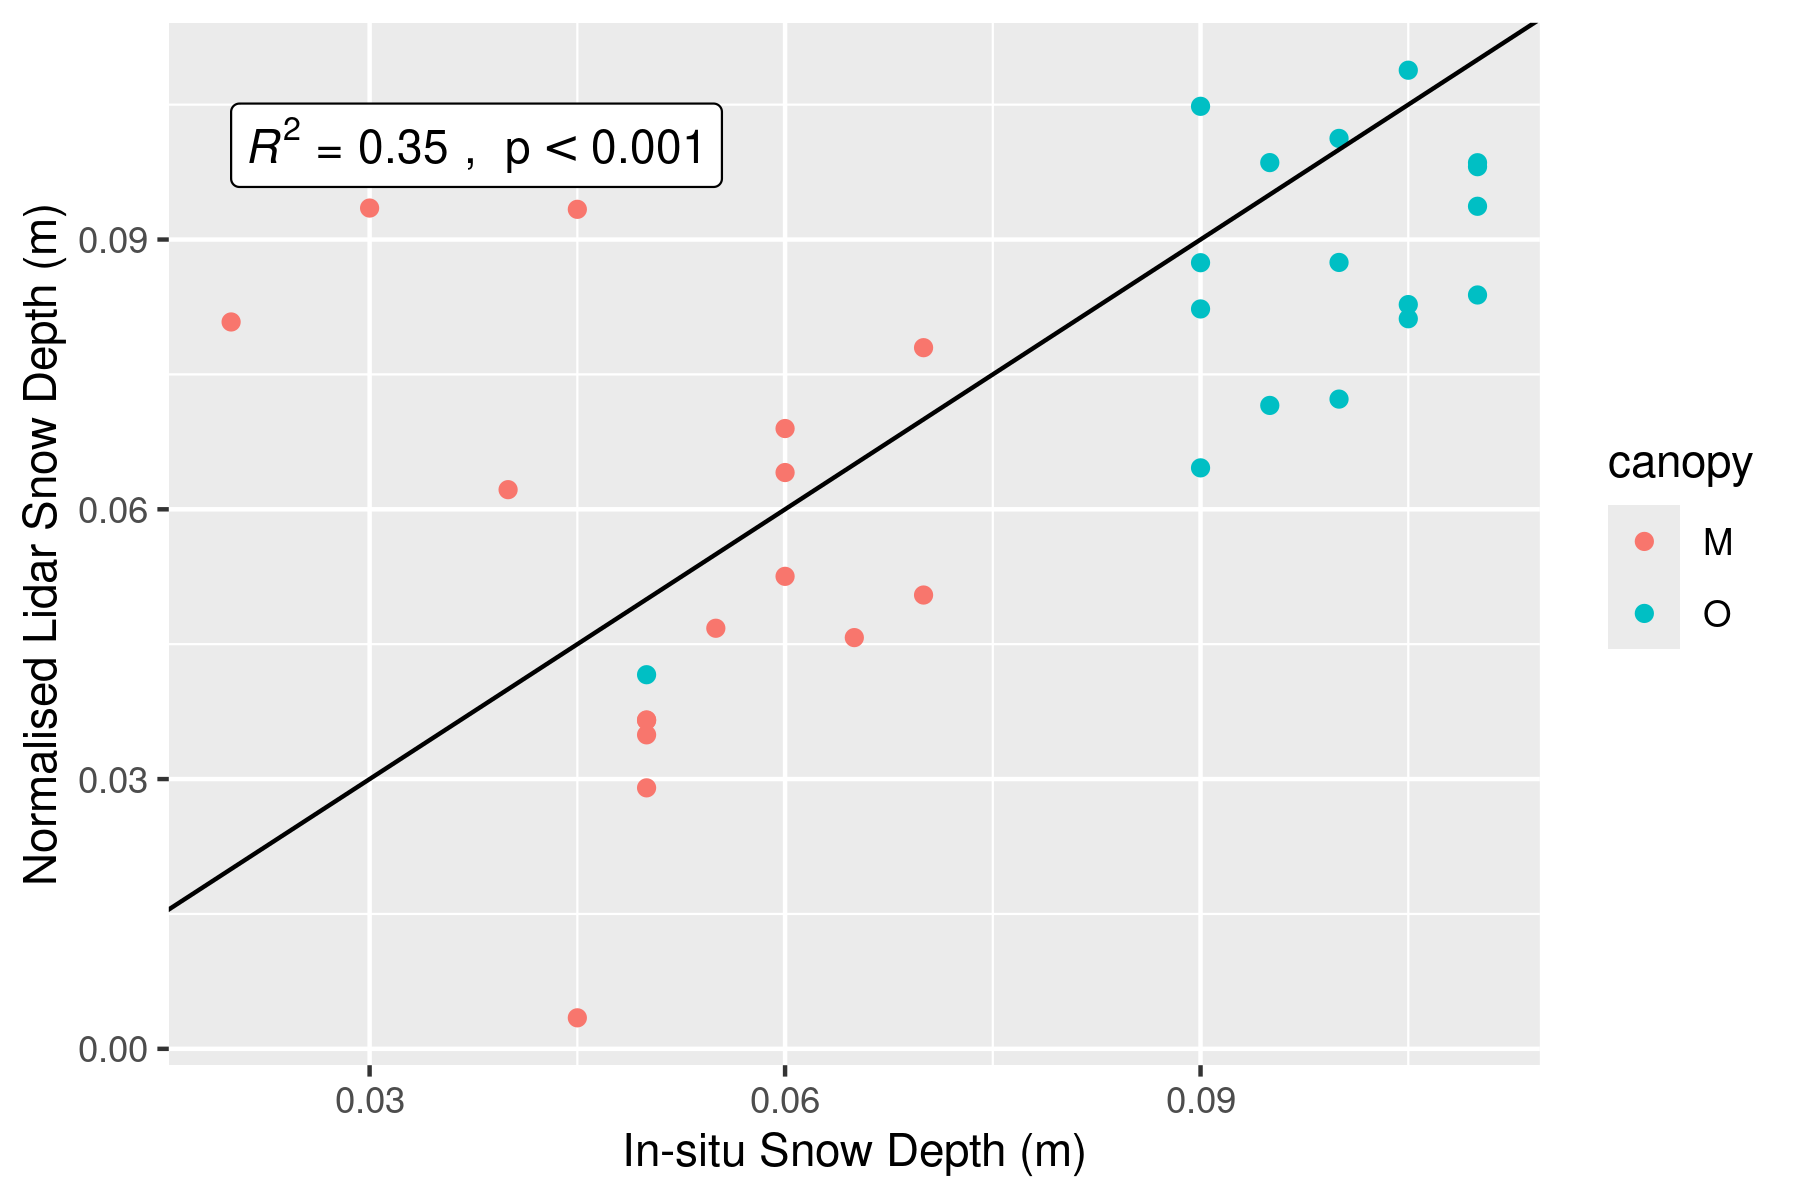 R² = 0.35 , p < 0.001
Normalised Lidar Snow Depth (m)
0.09
0.06
0.03
0.00
0.03
0.06
0.09
In-situ Snow Depth (m)
canopy
M
O